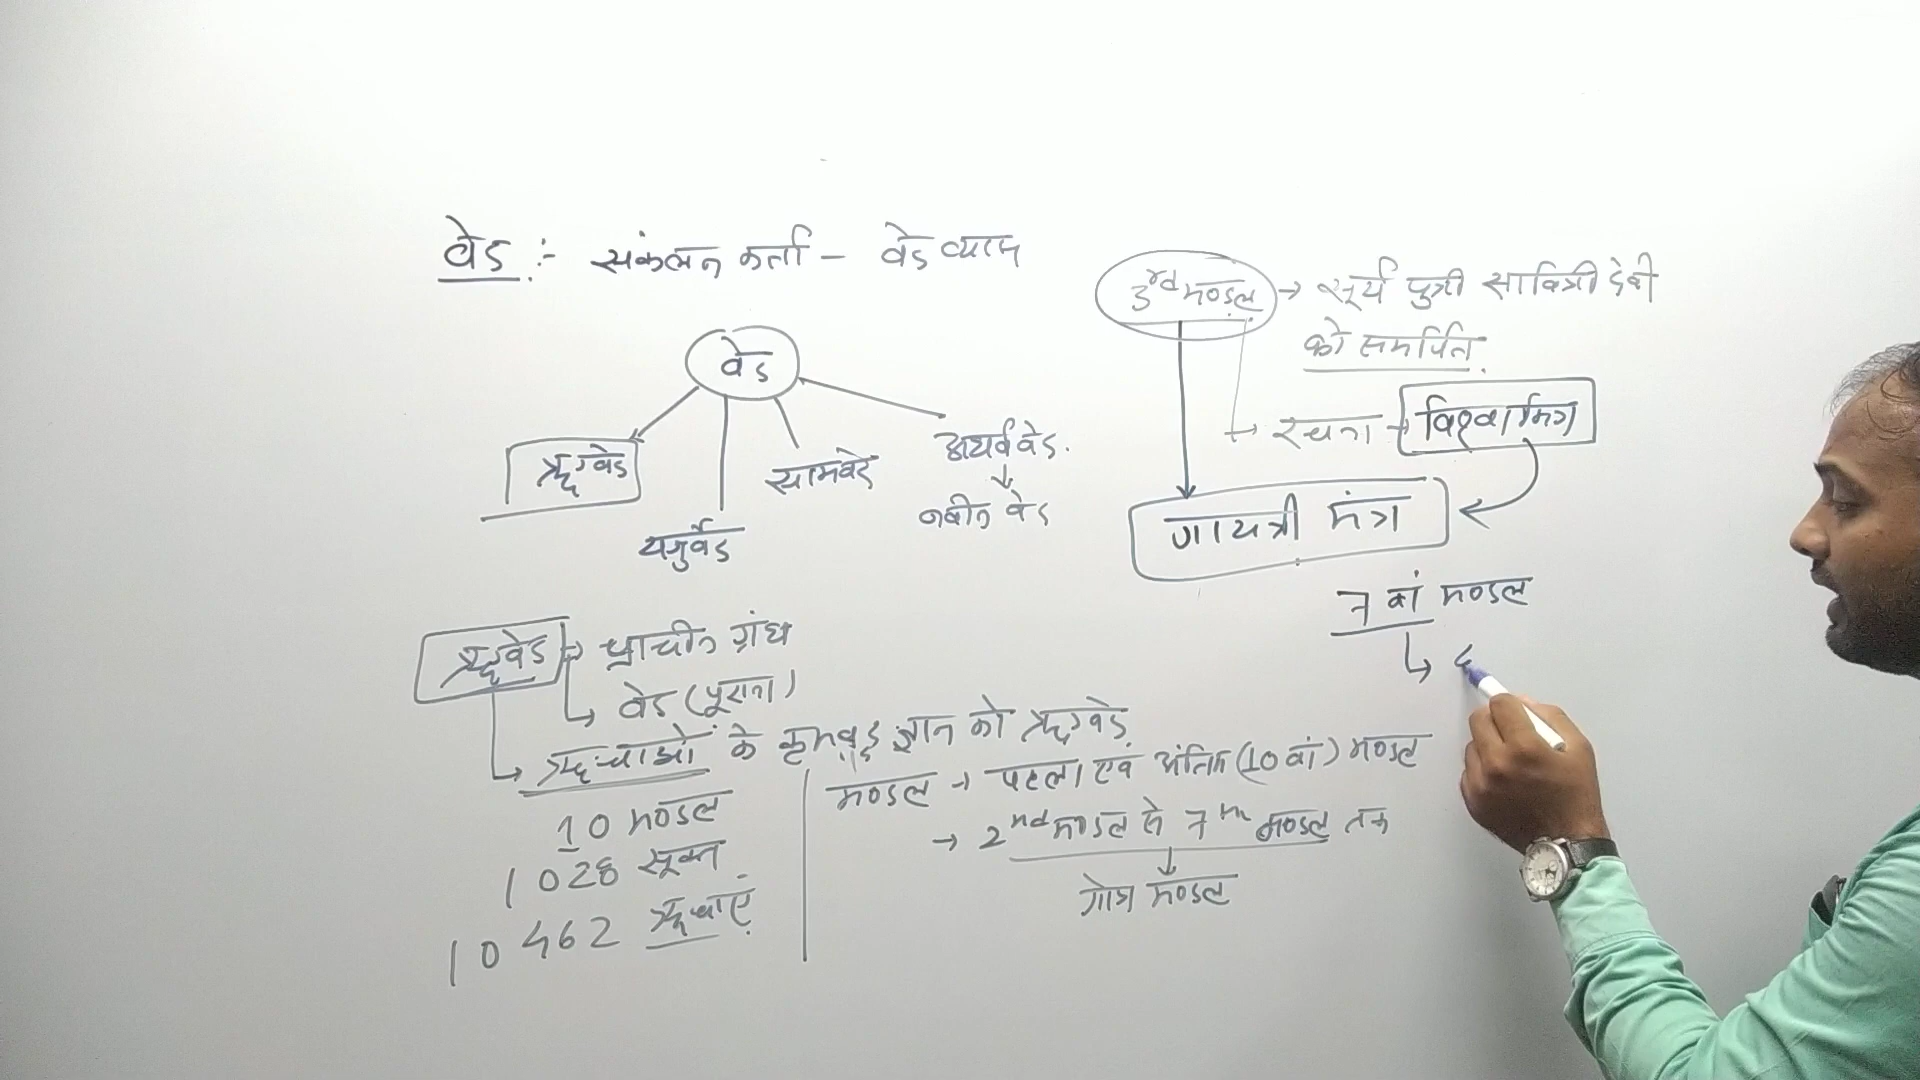 वेद :- संकलन कर्ता – वेद व्यास
वेद
ऋग्वेद
यजुर्वेद
सामवेद
अथर्ववेद.
नवीन वेद
ऋग्वेद → प्राचीन ग्रंथ
→ वेद (पुराना)
→ ऋचाओं के क्रमबद्ध ज्ञान को ऋग्वेद
10 मण्डल
1028 सूक्त
10462 ऋचाएं
मण्डल → पहला एवं अंतिम (10 वां) मण्डल
→ 2nd मण्डल से 7th मण्डल तक
गोत्र मण्डल
3rd मण्डल → सूर्य पुत्री सावित्री देवी
को समर्पित.
→ रचना → विश्वामित्र
गायत्री मंत्र
7 वां मण्डल